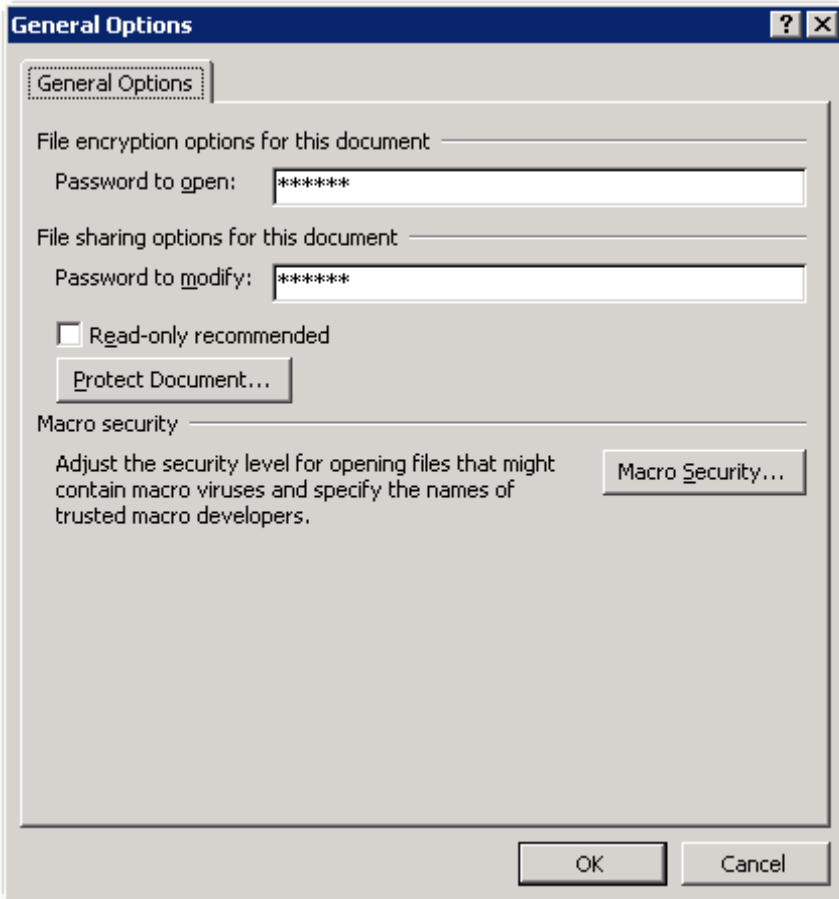 General Options
General Options
File encryption options for this document
Password to open: ******
File sharing options for this document
Password to modify: ******
Read-only recommended
Protect Document...
Macro security
Adjust the security level for opening files that might
contain macro viruses and specify the names of
trusted macro developers.
Macro Security...
OK Cancel